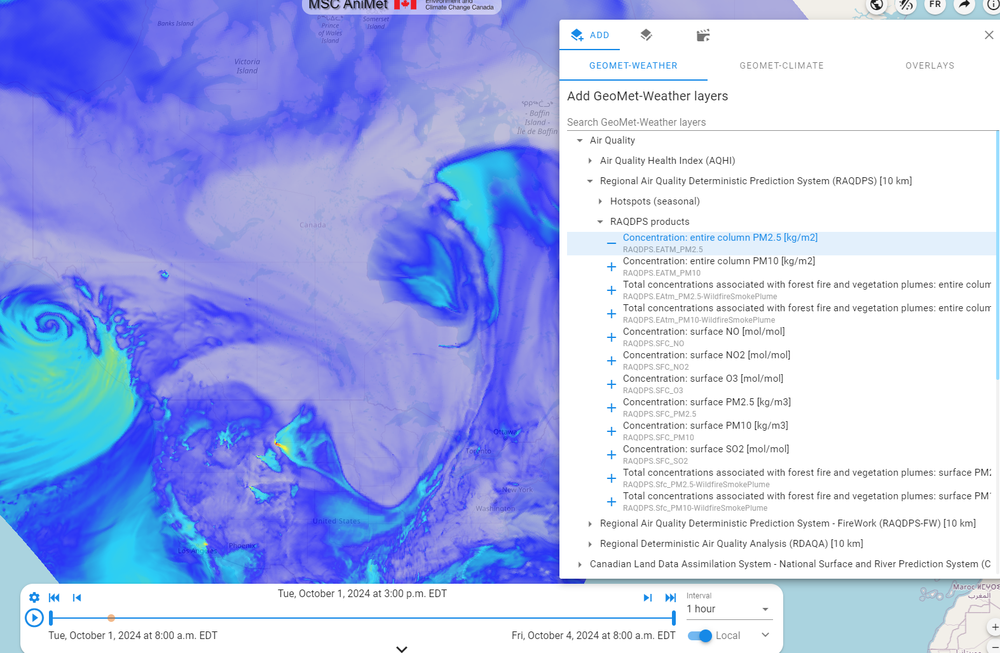 MSC AniMet
Environment and
Climate Change Canada
FR
Banks Island
Prince
of Wales
Island
Somerset
Island
Victoria
Island
- Baffin
Island -
Île de Baffin
Canada
Ottawa
Toronto
New York
Washington
United States
Phoenix
Los Angeles
ADD
GEOMET-WEATHER
GEOMET-CLIMATE
OVERLAYS
Add GeoMet-Weather layers
Search GeoMet-Weather layers
Air Quality
Air Quality Health Index (AQHI)
Regional Air Quality Deterministic Prediction System (RAQDPS) [10 km]
Hotspots (seasonal)
RAQDPS products
Concentration: entire column PM2.5 [kg/m2]
RAQDPS.EATM_PM2.5
Concentration: entire column PM10 [kg/m2]
RAQDPS.EATM_PM10
Total concentrations associated with forest fire and vegetation plumes: entire colum
RAQDPS.EAtm_PM2.5-WildfireSmokePlume
Total concentrations associated with forest fire and vegetation plumes: entire colum
RAQDPS.EAtm_PM10-WildfireSmokePlume
Concentration: surface NO [mol/mol]
RAQDPS.SFC_NO
Concentration: surface NO2 [mol/mol]
RAQDPS.SFC_NO2
Concentration: surface O3 [mol/mol]
RAQDPS.SFC_O3
Concentration: surface PM2.5 [kg/m3]
RAQDPS.SFC_PM2.5
Concentration: surface PM10 [kg/m3]
RAQDPS.SFC_PM10
Concentration: surface SO2 [mol/mol]
RAQDPS.SFC_SO2
Total concentrations associated with forest fire and vegetation plumes: surface PM2
RAQDPS.Sfc_PM2.5-WildfireSmokePlume
Total concentrations associated with forest fire and vegetation plumes: surface PM1
RAQDPS.Sfc_PM10-WildfireSmokePlume
Regional Air Quality Deterministic Prediction System - FireWork (RAQDPS-FW) [10 km]
Regional Deterministic Air Quality Analysis (RDAQA) [10 km]
Canadian Land Data Assimilation System - National Surface and River Prediction System (C
Tue, October 1, 2024 at 3:00 p.m. EDT
Tue, October 1, 2024 at 8:00 a.m. EDT
Fri, October 4, 2024 at 8:00 a.m. EDT
Interval
1 hour
Local
Maroc
المغرب